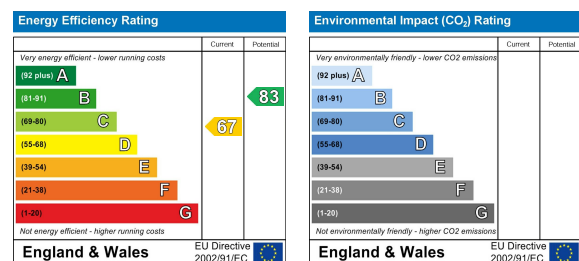 Energy Efficiency Rating
Current Potential
Very energy efficient - lower running costs
(92 plus) A
(81-91) B
83
(69-80) C
67
(55-68) D
(39-54) E
(21-38) F
(1-20) G
Not energy efficient - higher running costs
England & Wales
EU Directive
2002/91/EC
Environmental Impact (CO2) Rating
Current Potential
Very environmentally friendly - lower CO2 emissions
(92 plus) A
(81-91) B
(69-80) C
(55-68) D
(39-54) E
(21-38) F
(1-20) G
Not environmentally friendly - higher CO2 emissions
England & Wales
EU Directive
2002/91/EC